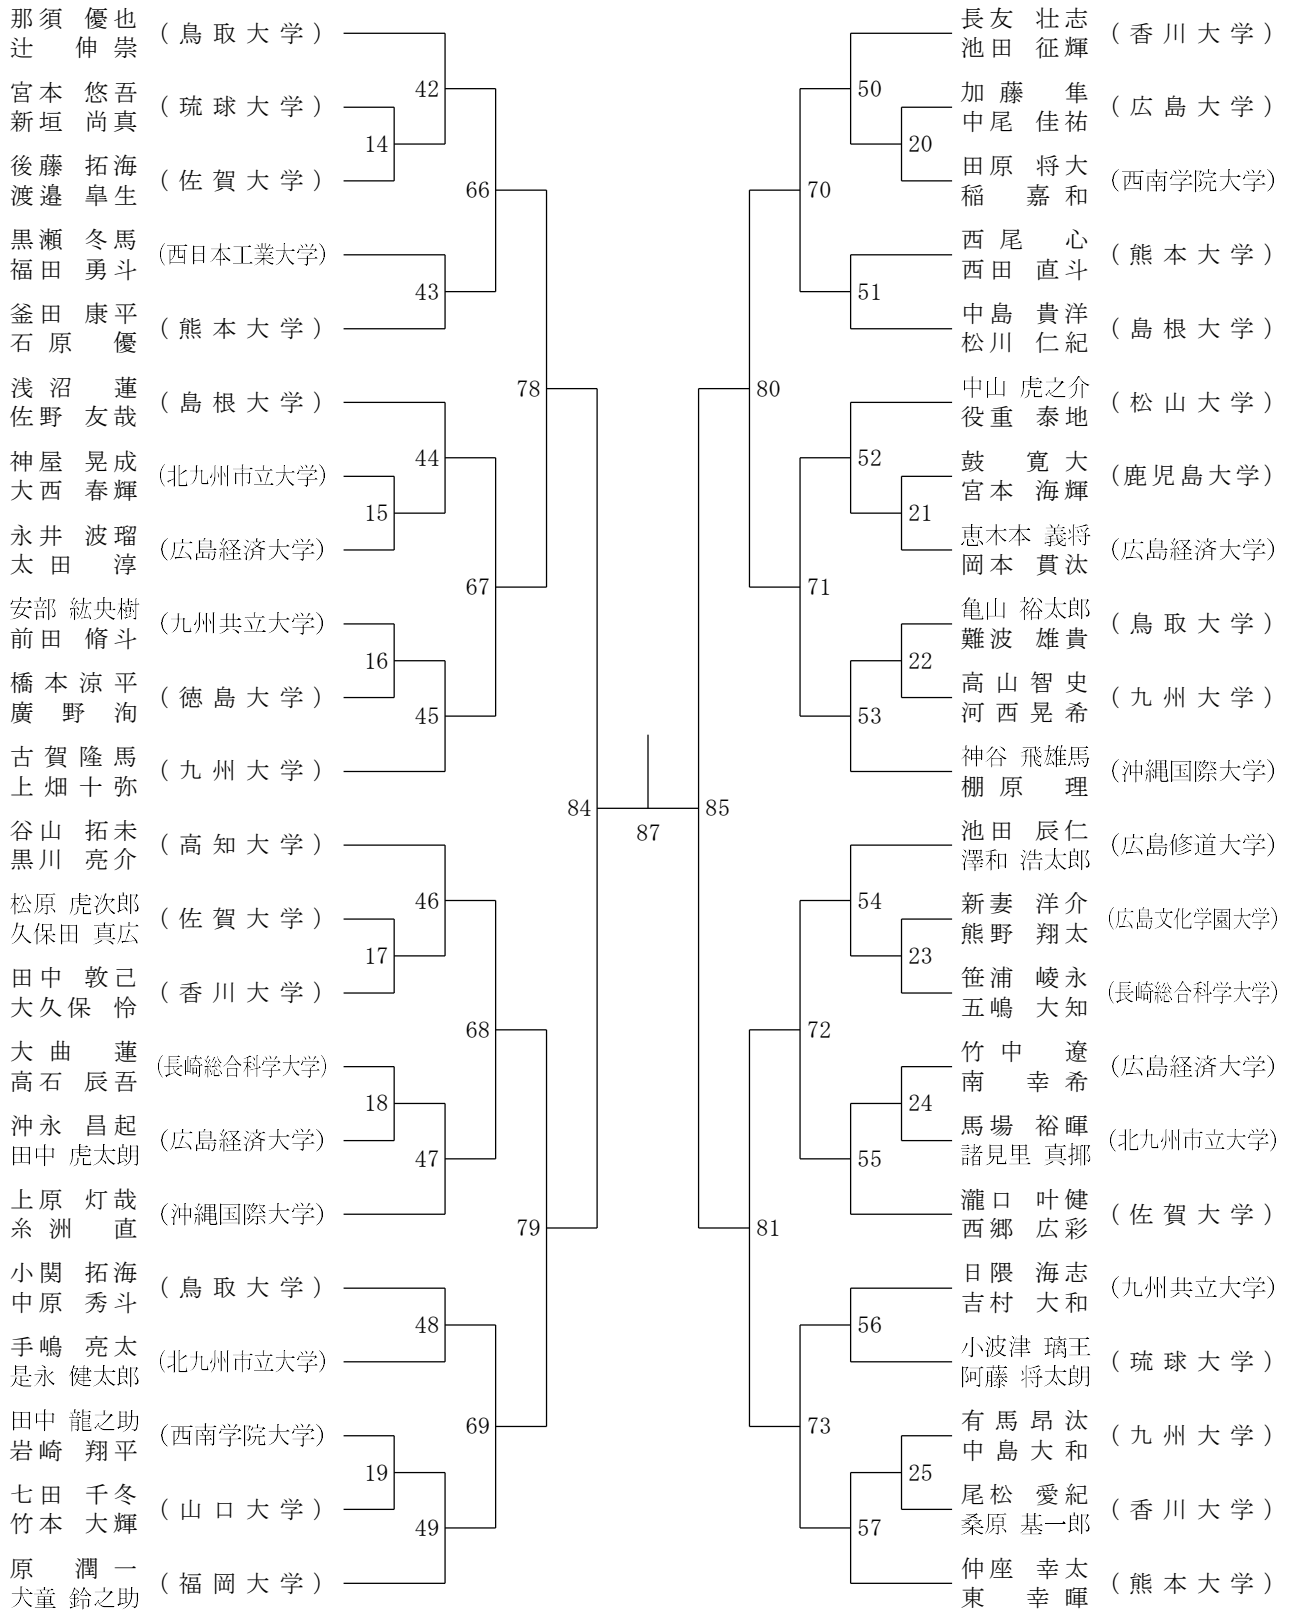 那須 優也
辻 伸崇
(鳥取大学)
宮本 悠吾
新垣 尚真
(琉球大学)
後藤 拓海
渡邉 皐生
(佐賀大学)
黒瀬 冬馬
福田 勇斗
(西日本工業大学)
釜田 康平
石原 優
(熊本大学)
浅沼 蓮
佐野 友哉
(島根大学)
神屋 晃成
大西 春輝
(北九州市立大学)
永井 波瑠
太田 淳
(広島経済大学)
安部 紘央樹
前田 脩斗
(九州共立大学)
橋本涼平
廣野 洵
(徳島大学)
古賀隆馬
上畑十弥
(九州大学)
谷山 拓未
黒川 亮介
(高知大学)
松原 虎次郎
久保田 真広
(佐賀大学)
田中 敦己
大久保 怜
(香川大学)
大曲 蓮
高石 辰吾
(長崎総合科学大学)
沖永 昌起
田中 虎太朗
(広島経済大学)
上原 灯哉
糸洲 直
(沖縄国際大学)
小関 拓海
中原 秀斗
(鳥取大学)
手嶋 亮太
是永 健太郎
(北九州市立大学)
田中 龍之助
岩崎 翔平
(西南学院大学)
七田 千冬
竹本 大輝
(山口大学)
原 潤一
犬童 鈴之助
(福岡大学)
42
14
66
43
78
44
15
67
16
45
84
46
17
68
18
47
79
48
69
19
49
87
85
50
20
70
51
80
52
21
71
22
53
54
23
72
24
55
81
56
73
25
57
長友 壮志
池田 征輝
(香川大学)
加藤 隼
中尾 佳祐
(広島大学)
田原 将大
稲 嘉和
(西南学院大学)
西尾 心
西田 直斗
(熊本大学)
中島 貴洋
松川 仁紀
(島根大学)
中山 虎之介
役重 泰地
(松山大学)
鼓 寛大
宮本 海輝
(鹿児島大学)
恵木本 義将
岡本 貫汰
(広島経済大学)
亀山 裕太郎
難波 雄貴
(鳥取大学)
高山智史
河西晃希
(九州大学)
神谷 飛雄馬
棚原 理
(沖縄国際大学)
池田 辰仁
澤和 浩太郎
(広島修道大学)
新妻 洋介
熊野 翔太
(広島文化学園大学)
笹浦 崚永
五嶋 大知
(長崎総合科学大学)
竹中 遼
南 幸希
(広島経済大学)
馬場 裕暉
諸見里 真擲
(北九州市立大学)
瀧口 叶健
西郷 広彩
(佐賀大学)
日隈 海志
吉村 大和
(九州共立大学)
小波津 璃王
阿藤 将太朗
(琉球大学)
有馬昂汰
中島大和
(九州大学)
尾松 愛紀
桑原 基一郎
(香川大学)
仲座 幸太
東 幸暉
(熊本大学)